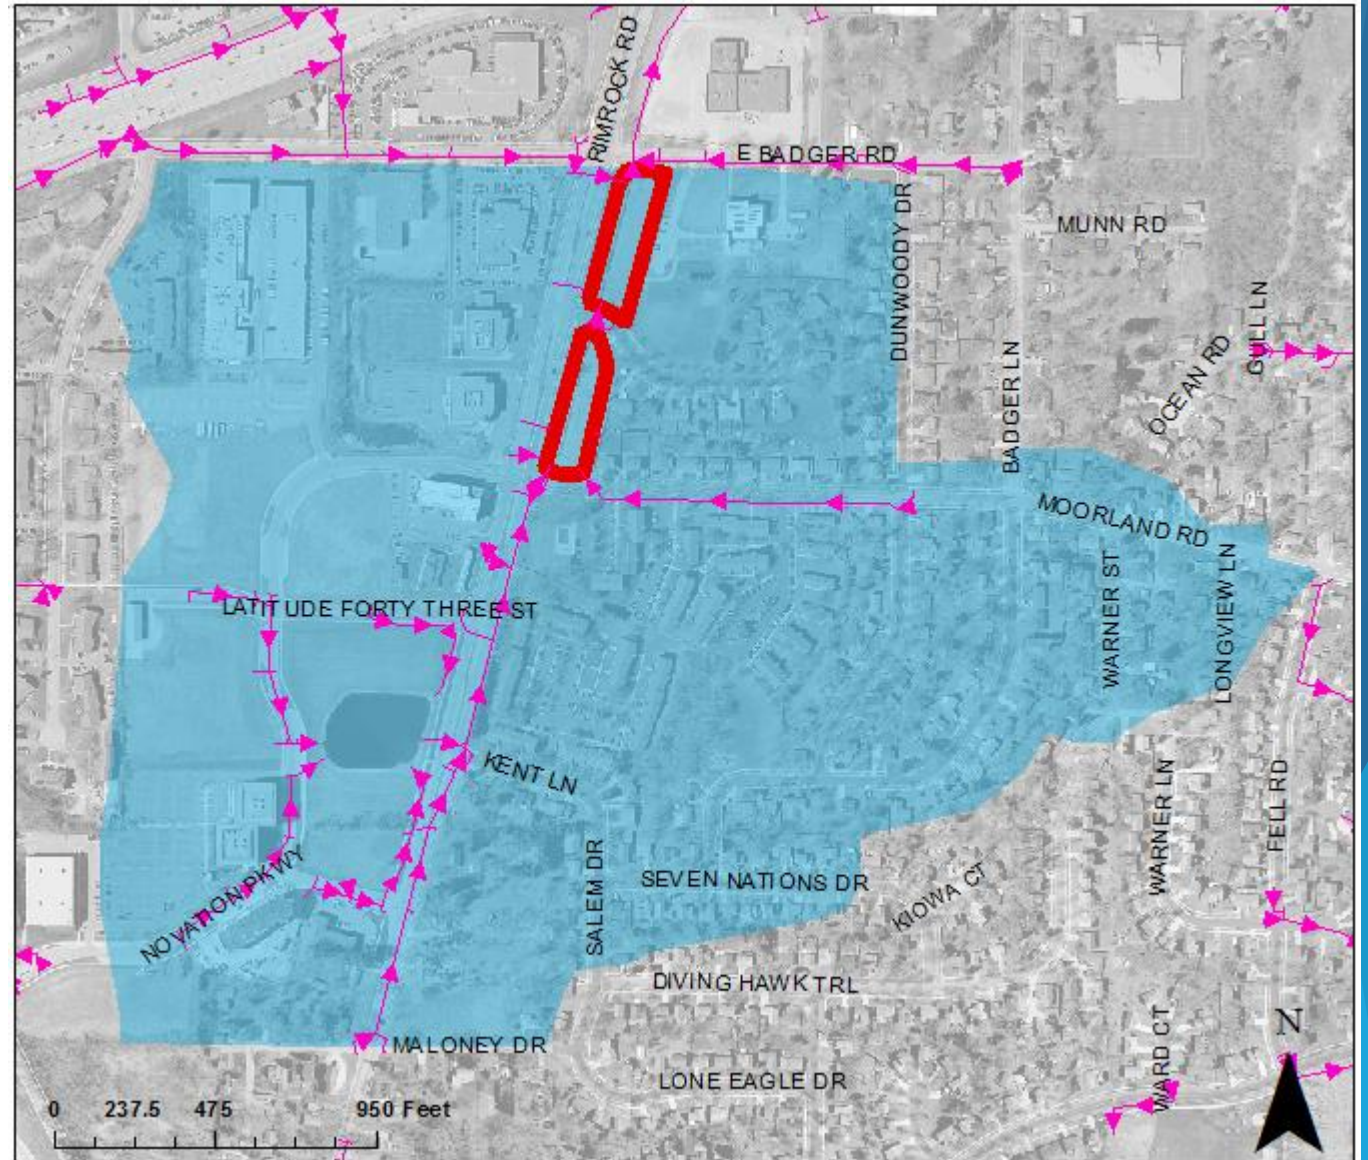 RIMROCK RD
E BADGER RD
DUNWOODY DR
MUNN RD
GULL LN
OCEAN RD
BADGER LN
MOORLAND RD
WARNER ST
LONGVIEW LN
LATITUDE FORTY THREE ST
KENT LN
NOVATION PKWY
SALEM DR
SEVEN NATIONS DR
KIOWA CT
WARNER LN
FELL RD
DIVING HAWK TRL
MALONEY DR
LONE EAGLE DR
WARD CT
N
0 237.5 475 950 Feet